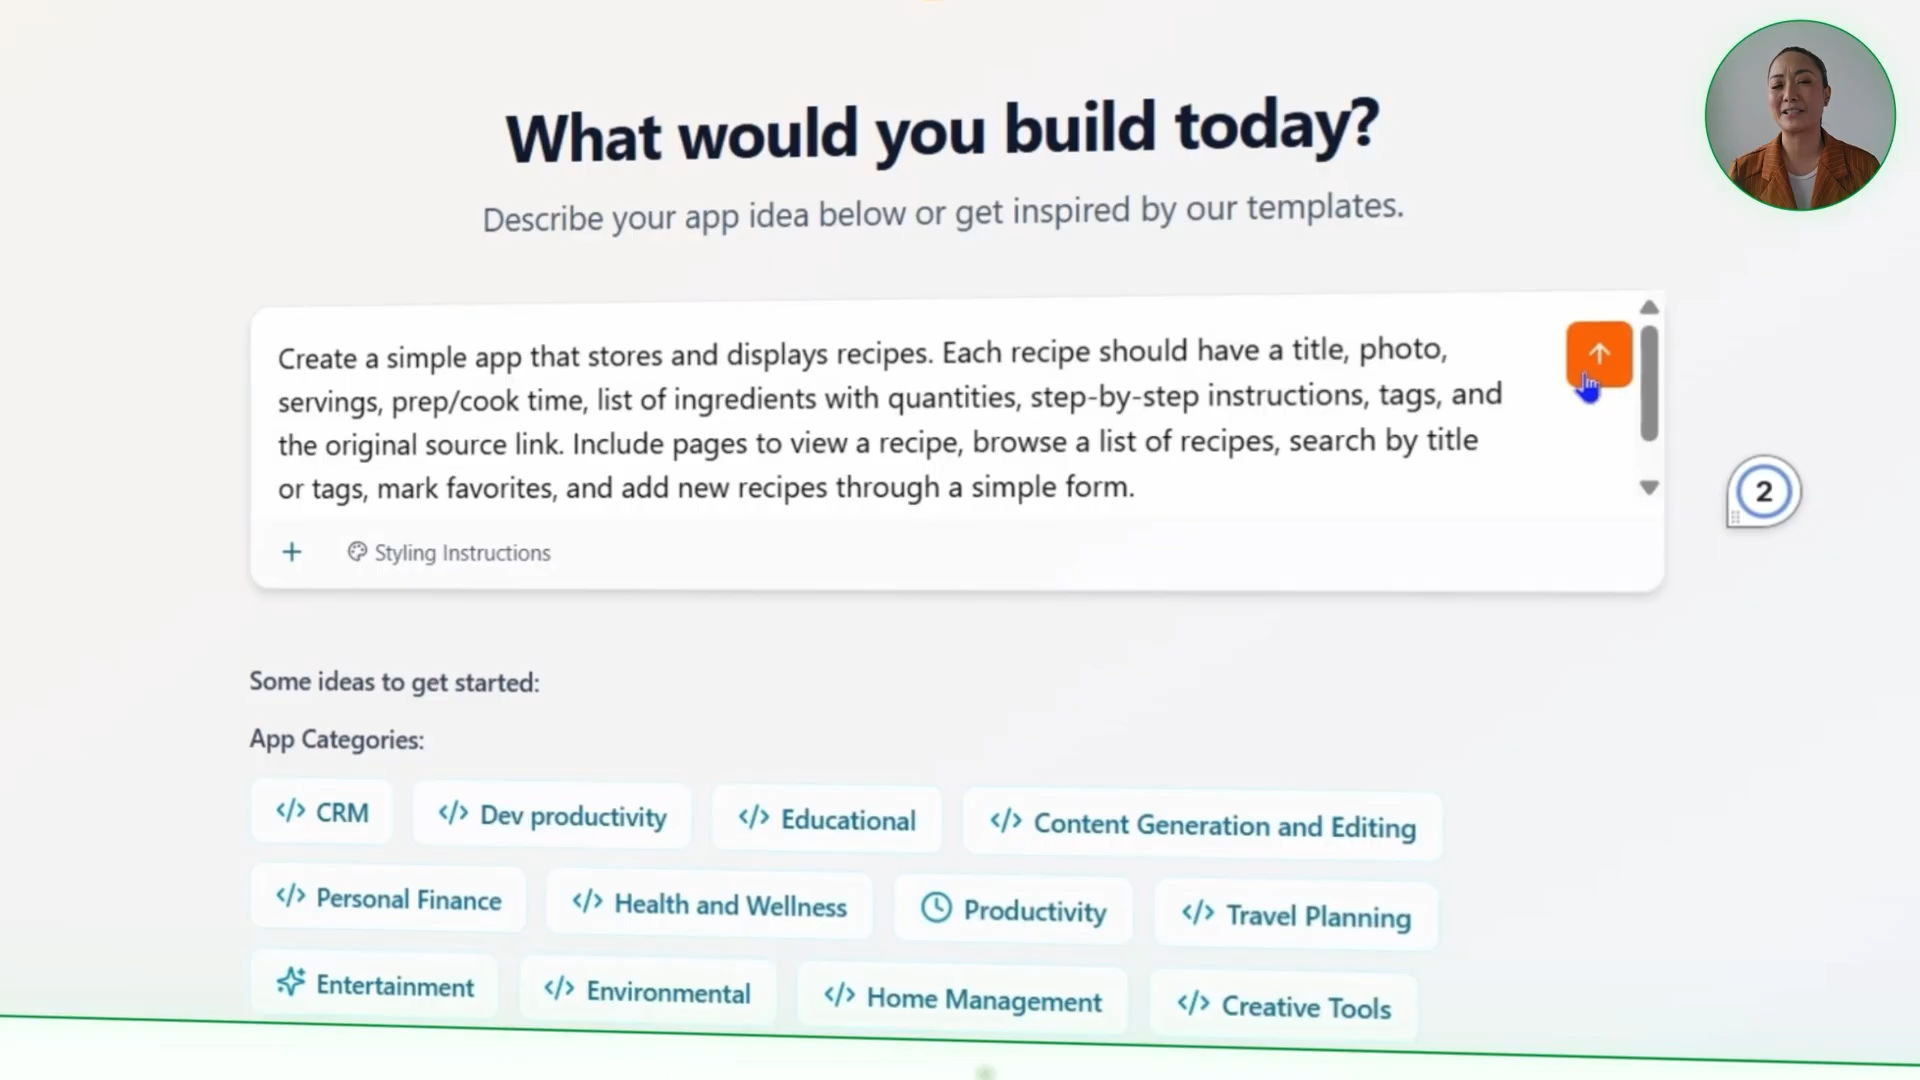 What would you build today?
Describe your app idea below or get inspired by our templates.
Create a simple app that stores and displays recipes. Each recipe should have a title, photo,
servings, prep/cook time, list of ingredients with quantities, step-by-step instructions, tags, and
the original source link. Include pages to view a recipe, browse a list of recipes, search by title
or tags, mark favorites, and add new recipes through a simple form.
2
Styling Instructions
Some ideas to get started:
App Categories:
</> CRM </> Dev productivity </> Educational </> Content Generation and Editing
</> Personal Finance </> Health and Wellness Productivity </> Travel Planning
Entertainment </> Environmental </> Home Management </> Creative Tools